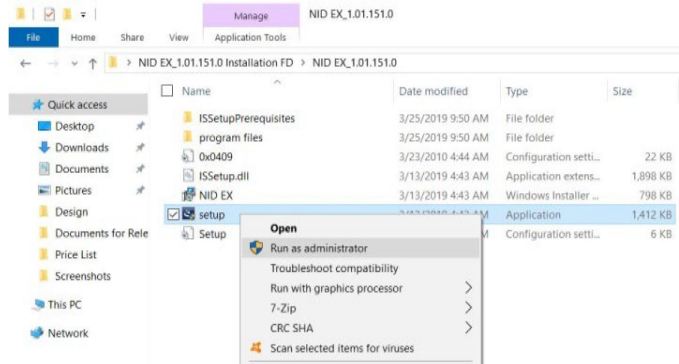 Manage NID EX_1.01.151.0
File Home Share View Application Tools
NID EX_1.01.151.0 Installation FD > NID EX_1.01.151.0
Name Date modified Type Size
Quick access
ISSetupPrerequisites 3/25/2019 9:50 AM File folder
Desktop
program files 3/25/2019 9:50 AM File folder
Downloads
0x0409 3/23/2010 4:44 AM Configuration setti... 22 KB
Documents
ISSetup.dll 3/13/2019 4:43 AM Application extens... 1,898 KB
Pictures
NID EX 3/13/2019 4:43 AM Windows Installer ... 798 KB
Design
setup Application 1,412 KB
Documents for Rele
Setup M Configuration setti... 6 KB
Price List
Screenshots
This PC
Network
Open
Run as administrator
Troubleshoot compatibility
Run with graphics processor
7-Zip
CRC SHA
Scan selected items for viruses